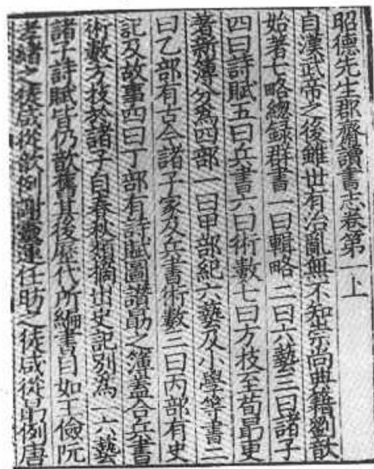 昭德先生郡齋讀書志卷第一上
自漢武帝之後雖世有治亂無不知崇尚典籍劉歆
始著七略總錄群書一曰輯略二曰六藝三曰諸子
四曰詩賦五曰兵書六曰術數七曰方技至荀勗更
著新簿分為四部一曰甲部紀六藝及小學等書二
曰乙部有古今諸子家及兵書術數三曰丙部有史
記及故事四曰丁部有詩賦圖讃勗之簿蓋合兵書
術數方技於諸子自春秋類摘出史記別為一六藝
諸子詩賦皆仍歆舊其後歷代所編書目如王儉阮
孝緒之徒咸從歆例謝靈運任昉之徒咸從勗例唐